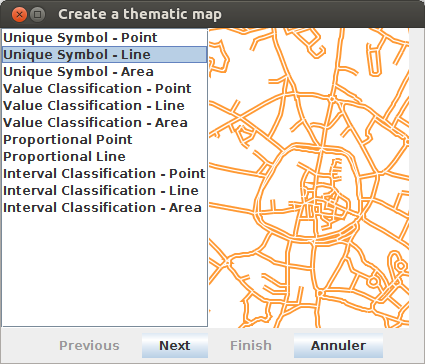 Create a thematic map
Unique Symbol - Point
Unique Symbol - Line
Unique Symbol - Area
Value Classification - Point
Value Classification - Line
Value Classification - Area
Proportional Point
Proportional Line
Interval Classification - Point
Interval Classification - Line
Interval Classification - Area
Previous Next Finish Annuler